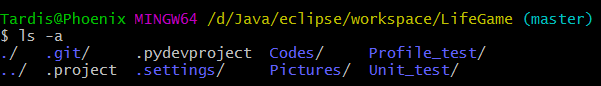 Tardis@Phoenix MINGW64 /d/Java/eclipse/workspace/LifeGame (master)
$ ls -a
./ .git/ .pydevproject Codes/ Profile_test/
../ .project .settings/ Pictures/ Unit_test/